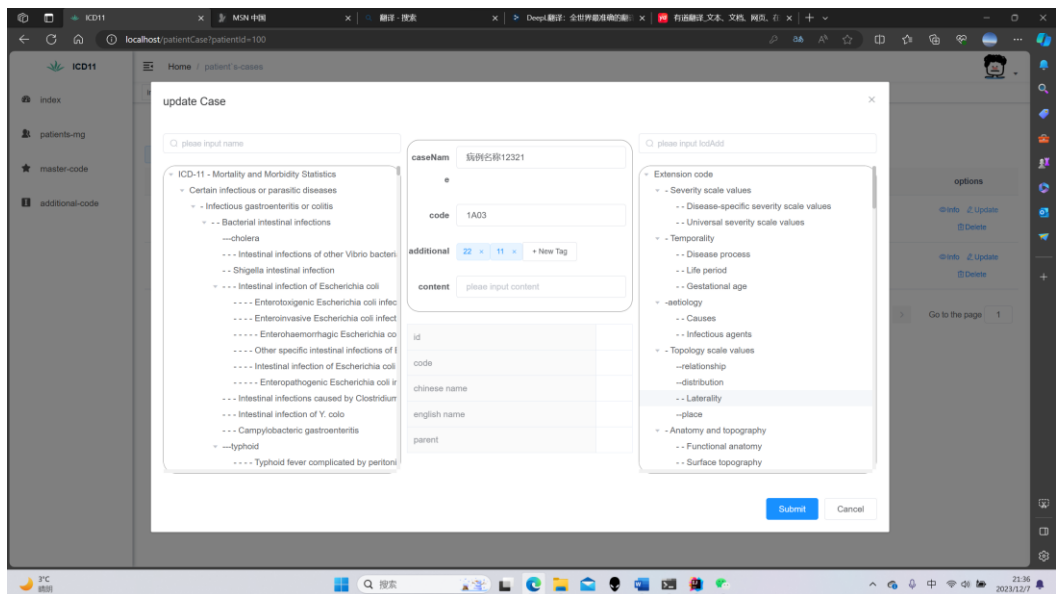 ICD11
MSN 中国
翻译 - 搜索
DeepL翻译：全世界最准确的翻
有道翻译_文本、文档、网页、在
localhost/patientCase?patientId=100
ICD11
Home / patient's-cases
index
patients-mg
master-code
additional-code
update Case
pleae input name
ICD-11 - Mortality and Morbidity Statistics
Certain infectious or parasitic diseases
- Infectious gastroenteritis or colitis
- - Bacterial intestinal infections
---cholera
- - - Intestinal infections of other Vibrio bacteri
- - Shigella intestinal infection
- - - Intestinal infection of Escherichia coli
- - - - Enterotoxigenic Escherichia coli infec
- - - - Enteroinvasive Escherichia coli infect
- - - - - Enterohaemorrhagic Escherichia co
- - - - Other specific intestinal infections of E
- - - - Intestinal infection of Escherichia coli
- - - - - Enteropathogenic Escherichia coli ir
- - - Intestinal infections caused by Clostridium
- - - Intestinal infection of Y. colo
- - - Campylobacteric gastroenteritis
---typhoid
- - - - Typhoid fever complicated by peritoni
caseNam
e
病例名称12321
code 1A03
additional 22 × 11 × + New Tag
content pleae input content
id
code
chinese name
english name
parent
pleae input IcdAdd
Extension code
- Severity scale values
- - Disease-specific severity scale values
- - Universal severity scale values
- Temporality
- - Disease process
- - Life period
- - Gestational age
-aetiology
- - Causes
- - Infectious agents
- Topology scale values
--relationship
--distribution
- - Laterality
--place
- Anatomy and topography
- - Functional anatomy
- - Surface topography
Submit Cancel
options
Info Update
Delete
Info Update
Delete
Go to the page 1
3°C
晴朗
搜索
中
21:36
2023/12/7